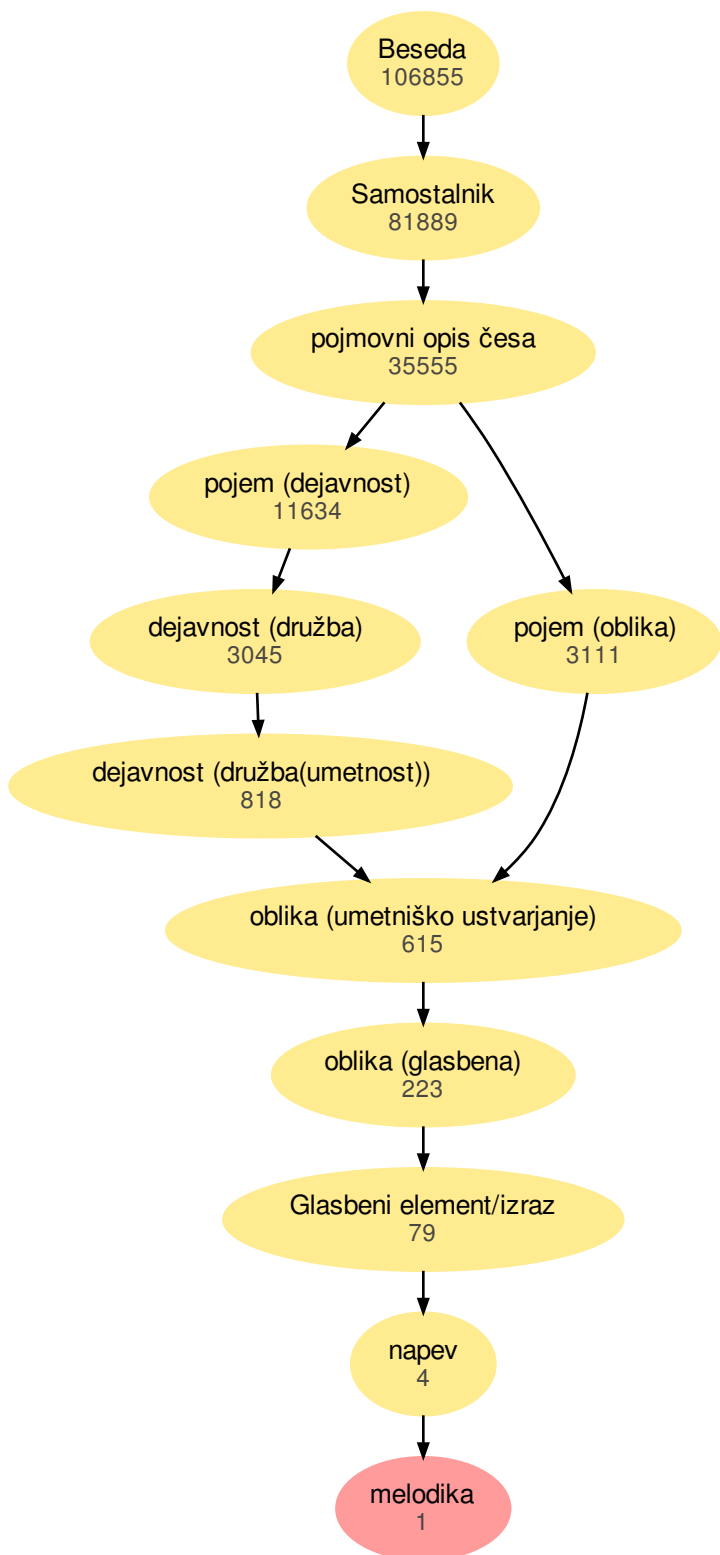 Beseda
106855
Samostalnik
81889
pojmovni opis česa
35555
pojem (dejavnost)
11634
dejavnost (družba)
3045
pojem (oblika)
3111
dejavnost (družba(umetnost))
818
oblika (umetniško ustvarjanje)
615
oblika (glasbena)
223
Glasbeni element/izraz
79
napev
4
melodika
1